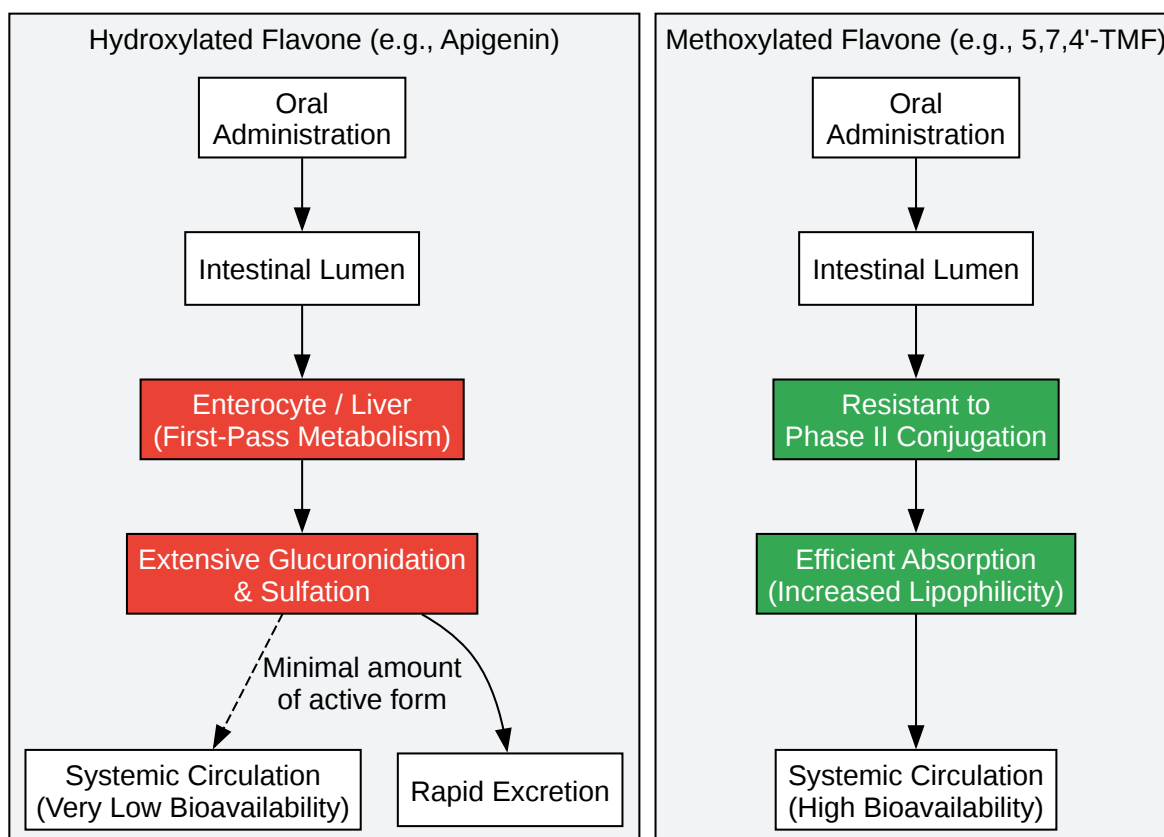 Hydroxylated Flavone (e.g., Apigenin)
Oral
Administration
Intestinal Lumen
Enterocyte / Liver
(First-Pass Metabolism)
Extensive Glucuronidation
& Sulfation
Minimal amount
of active form
Systemic Circulation
(Very Low Bioavailability)
Rapid Excretion
Methoxylated Flavone (e.g., 5,7,4'-TMF)
Oral
Administration
Intestinal Lumen
Resistant to
Phase II Conjugation
Efficient Absorption
(Increased Lipophilicity)
Systemic Circulation
(High Bioavailability)